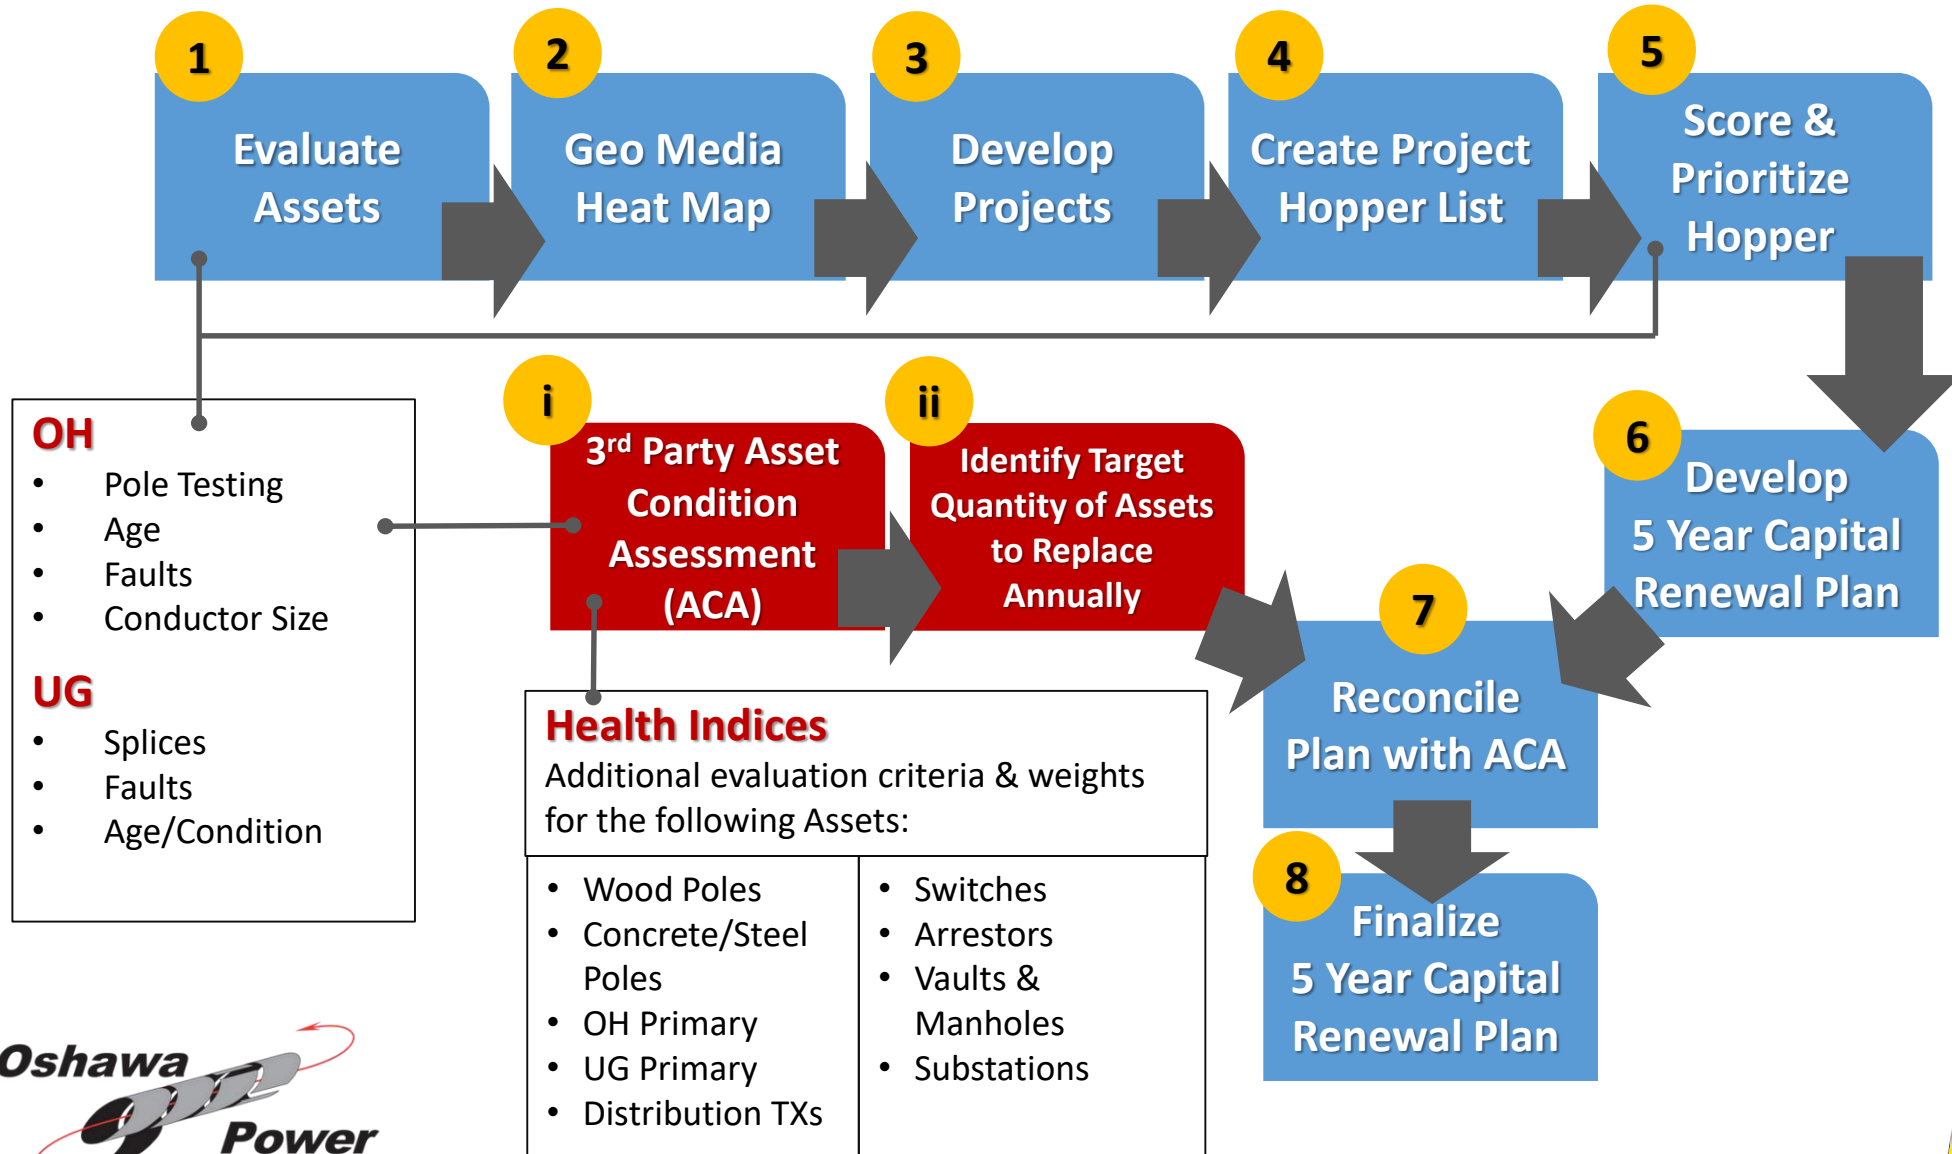 1
Evaluate
Assets
2
Geo Media
Heat Map
3
Develop
Projects
4
Create Project
Hopper List
5
Score &
Prioritize
Hopper
OH
• Pole Testing
• Age
• Faults
• Conductor Size
UG
• Splices
• Faults
• Age/Condition
i
3rd Party Asset
Condition
Assessment
(ACA)
ii
Identify Target
Quantity of Assets
to Replace
Annually
6
Develop
5 Year Capital
Renewal Plan
7
Reconcile
Plan with ACA
Health Indices
Additional evaluation criteria & weights
for the following Assets:
• Wood Poles
• Concrete/Steel
Poles
• OH Primary
• UG Primary
• Distribution TXs
• Switches
• Arrestors
• Vaults &
Manholes
• Substations
8
Finalize
5 Year Capital
Renewal Plan
Oshawa
Power